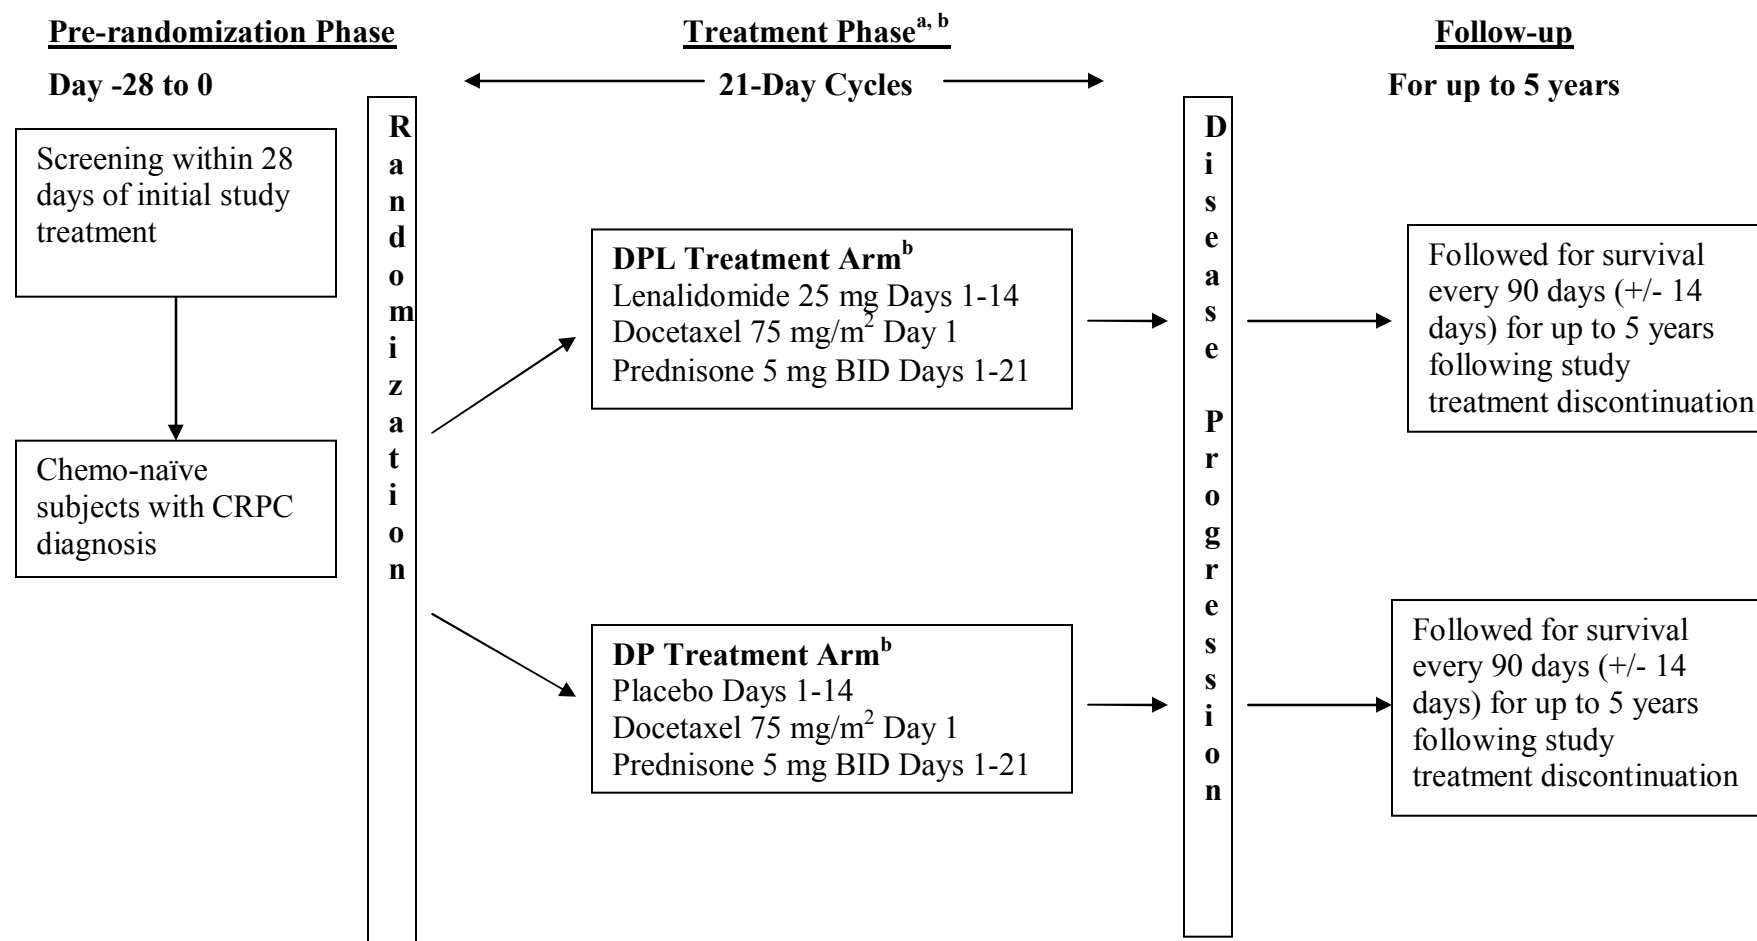 Pre-randomization Phase
Day -28 to 0
Screening within 28
days of initial study
treatment
Chemo-naïve
subjects with CRPC
diagnosis
Randomization
Treatment Phase^a, b
21-Day Cycles
DPL Treatment Arm^b
Lenalidomide 25 mg Days 1-14
Docetaxel 75 mg/m² Day 1
Prednisone 5 mg BID Days 1-21
DP Treatment Arm^b
Placebo Days 1-14
Docetaxel 75 mg/m² Day 1
Prednisone 5 mg BID Days 1-21
Disease Progression
Follow-up
For up to 5 years
Followed for survival
every 90 days (+/- 14
days) for up to 5 years
following study
treatment discontinuation
Followed for survival
every 90 days (+/- 14
days) for up to 5 years
following study
treatment discontinuation